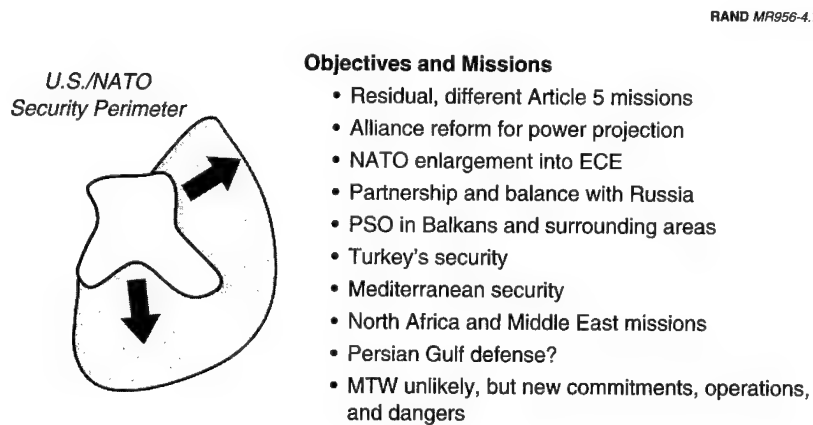 RAND MR956-4.
U.S./NATO
Security Perimeter
Objectives and Missions
• Residual, different Article 5 missions
• Alliance reform for power projection
• NATO enlargement into ECE
• Partnership and balance with Russia
• PSO in Balkans and surrounding areas
• Turkey's security
• Mediterranean security
• North Africa and Middle East missions
• Persian Gulf defense?
• MTW unlikely, but new commitments, operations,
and dangers